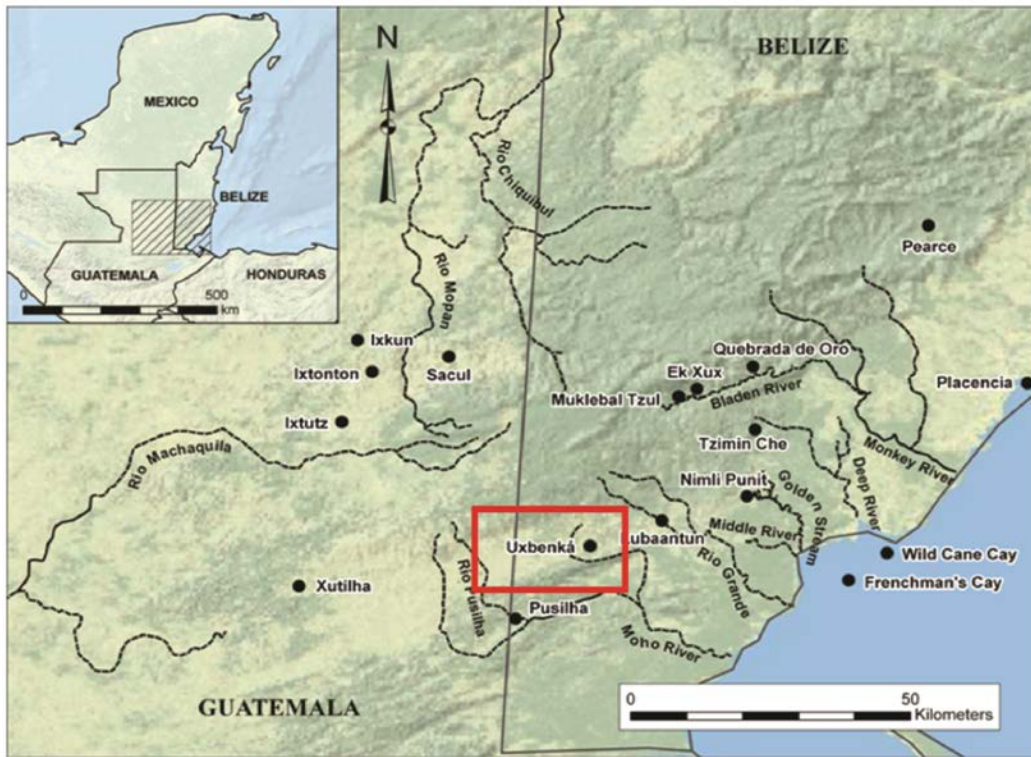 MEXICO
BELIZE
GUATEMALA
HONDURAS
0
500
km
N
BELIZE
Rio Chiquibul
Pearce
Rio Mopan
Ixkun
Ixtonton
Sacul
Ixtutz
Quebrada de Oro
Ek Xux
Muklebal Tzul
Bladen River
Placencia
Tzimin Che
Monkey River
Rio Machaquila
Nimli Punit
Golden Stream
Deep River
Middle River
Lubaantun
Uxbenká
Rio Grande
Wild Cane Cay
Frenchman's Cay
Xutilha
Rio Pusilha
Pusilha
Moho River
GUATEMALA
0
50
Kilometers